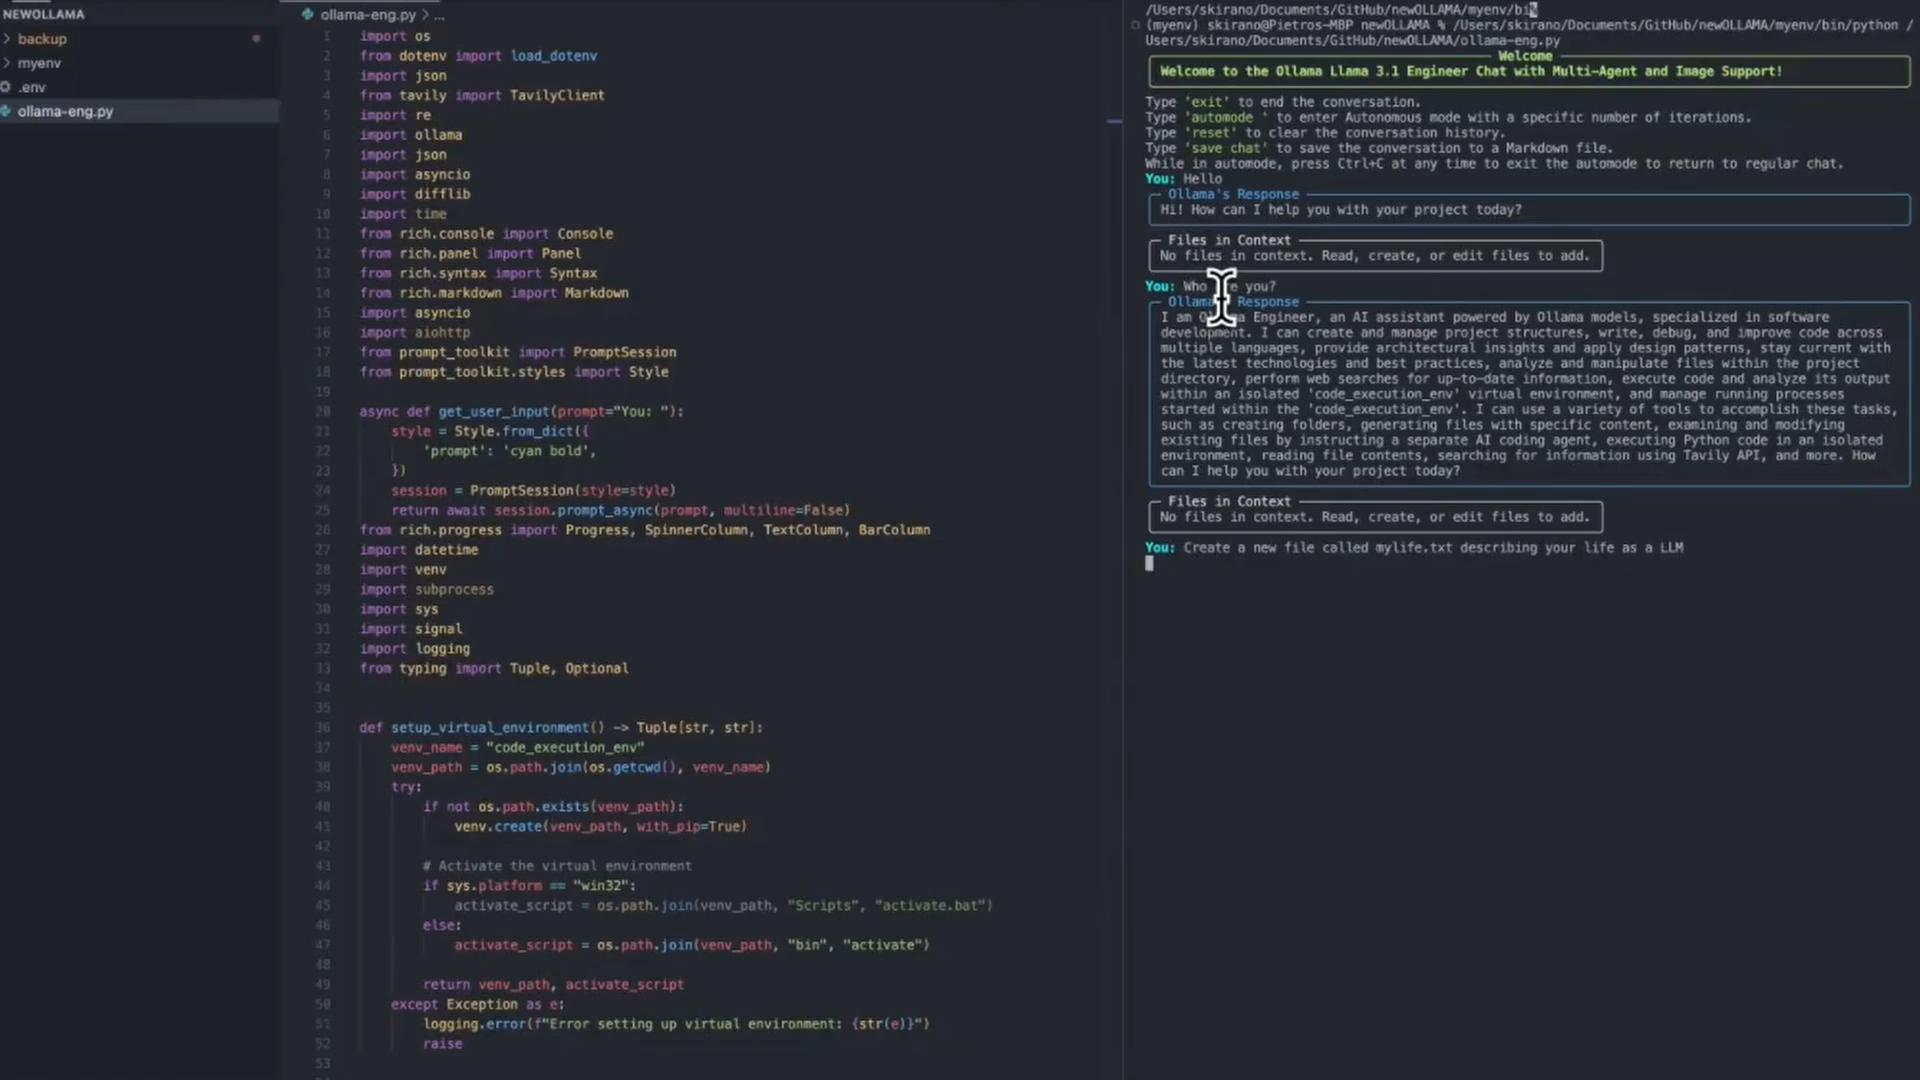 NEWOLLAMA
backup
myenv
.env
ollama-eng.py
ollama-eng.py > ...
1 import os
2 from dotenv import load_dotenv
3 import json
4 from tavily import TavilyClient
5 import re
6 import ollama
7 import json
8 import asyncio
9 import difflib
10 import time
11 from rich.console import Console
12 from rich.panel import Panel
13 from rich.syntax import Syntax
14 from rich.markdown import Markdown
15 import asyncio
16 import aiohttp
17 from prompt_toolkit import PromptSession
18 from prompt_toolkit.styles import Style
19
20 async def get_user_input(prompt="You: "):
21 style = Style.from_dict({
22 'prompt': 'cyan bold',
23 })
24 session = PromptSession(style=style)
25 return await session.prompt_async(prompt, multiline=False)
26 from rich.progress import Progress, SpinnerColumn, TextColumn, BarColumn
27 import datetime
28 import venv
29 import subprocess
30 import sys
31 import signal
32 import logging
33 from typing import Tuple, Optional
34
35
36 def setup_virtual_environment() -> Tuple[str, str]:
37 venv_name = "code_execution_env"
38 venv_path = os.path.join(os.getcwd(), venv_name)
39 try:
40 if not os.path.exists(venv_path):
41 venv.create(venv_path, with_pip=True)
42
43 # Activate the virtual environment
44 if sys.platform == "win32":
45 activate_script = os.path.join(venv_path, "Scripts", "activate.bat")
46 else:
47 activate_script = os.path.join(venv_path, "bin", "activate")
48
49 return venv_path, activate_script
50 except Exception as e:
51 logging.error(f"Error setting up virtual environment: {str(e)}")
52 raise
53
/Users/skirano/Documents/GitHub/newOLLAMA/myenv/bin
(myenv) skirano@Pietros-MBP newOLLAMA % /Users/skirano/Documents/GitHub/newOLLAMA/myenv/bin/python /
Users/skirano/Documents/GitHub/newOLLAMA/ollama-eng.py
Welcome
Welcome to the Ollama Llama 3.1 Engineer Chat with Multi-Agent and Image Support!
Type 'exit' to end the conversation.
Type 'automode ' to enter Autonomous mode with a specific number of iterations.
Type 'reset' to clear the conversation history.
Type 'save chat' to save the conversation to a Markdown file.
While in automode, press Ctrl+C at any time to exit the automode to return to regular chat.
You: Hello
Ollama's Response
Hi! How can I help you with your project today?
Files in Context
No files in context. Read, create, or edit files to add.
You: Who are you?
Ollama's Response
I am Ollama Engineer, an AI assistant powered by Ollama models, specialized in software
development. I can create and manage project structures, write, debug, and improve code across
multiple languages, provide architectural insights and apply design patterns, stay current with
the latest technologies and best practices, analyze and manipulate files within the project
directory, perform web searches for up-to-date information, execute code and analyze its output
within an isolated 'code_execution_env' virtual environment, and manage running processes
started within the 'code_execution_env'. I can use a variety of tools to accomplish these tasks,
such as creating folders, generating files with specific content, examining and modifying
existing files by instructing a separate AI coding agent, executing Python code in an isolated
environment, reading file contents, searching for information using Tavily API, and more. How
can I help you with your project today?
Files in Context
No files in context. Read, create, or edit files to add.
You: Create a new file called mylife.txt describing your life as a LLM